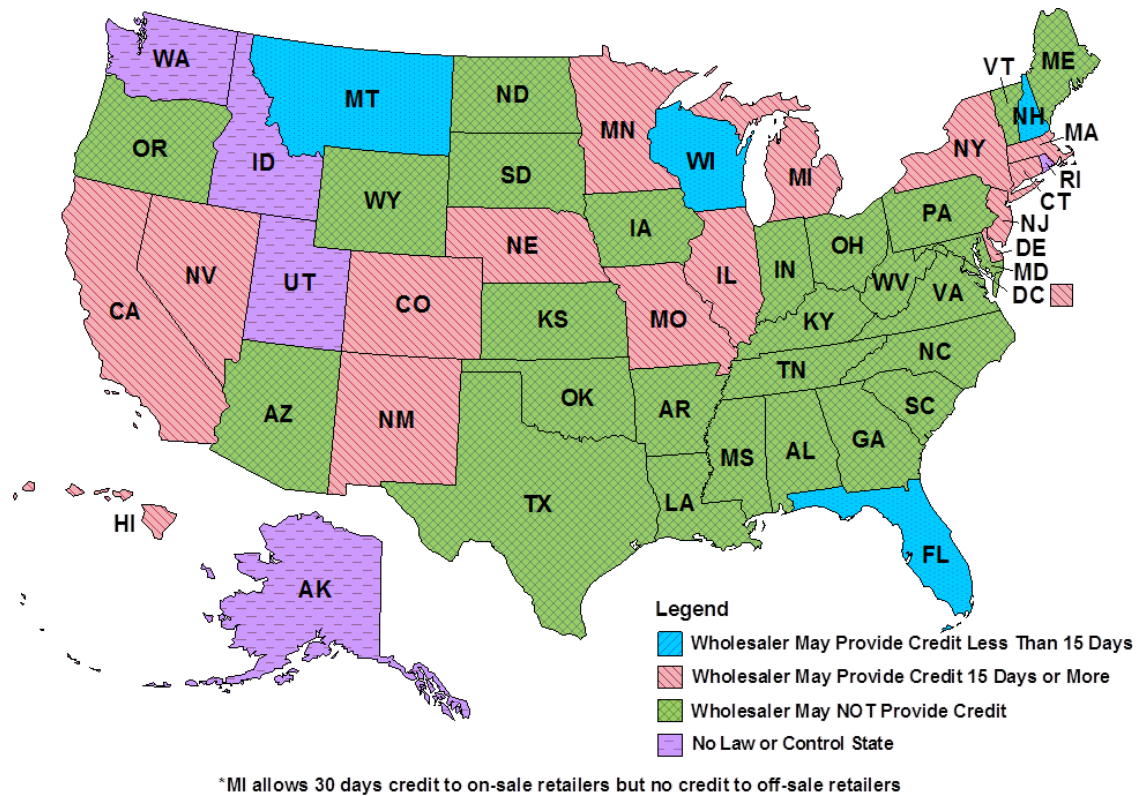 WA
MT
ND
MN
VT
ME
NH
OR
ID
WY
SD
WI
MI
NY
MA
RI
CT
NJ
DE
MD
DC
PA
NE
IA
IL
IN
OH
WV
VA
NV
UT
CO
KS
MO
KY
CA
AZ
NM
OK
AR
TN
NC
SC
MS
AL
GA
TX
LA
FL
HI
AK
Legend
Wholesaler May Provide Credit Less Than 15 Days
Wholesaler May Provide Credit 15 Days or More
Wholesaler May NOT Provide Credit
No Law or Control State
*MI allows 30 days credit to on-sale retailers but no credit to off-sale retailers